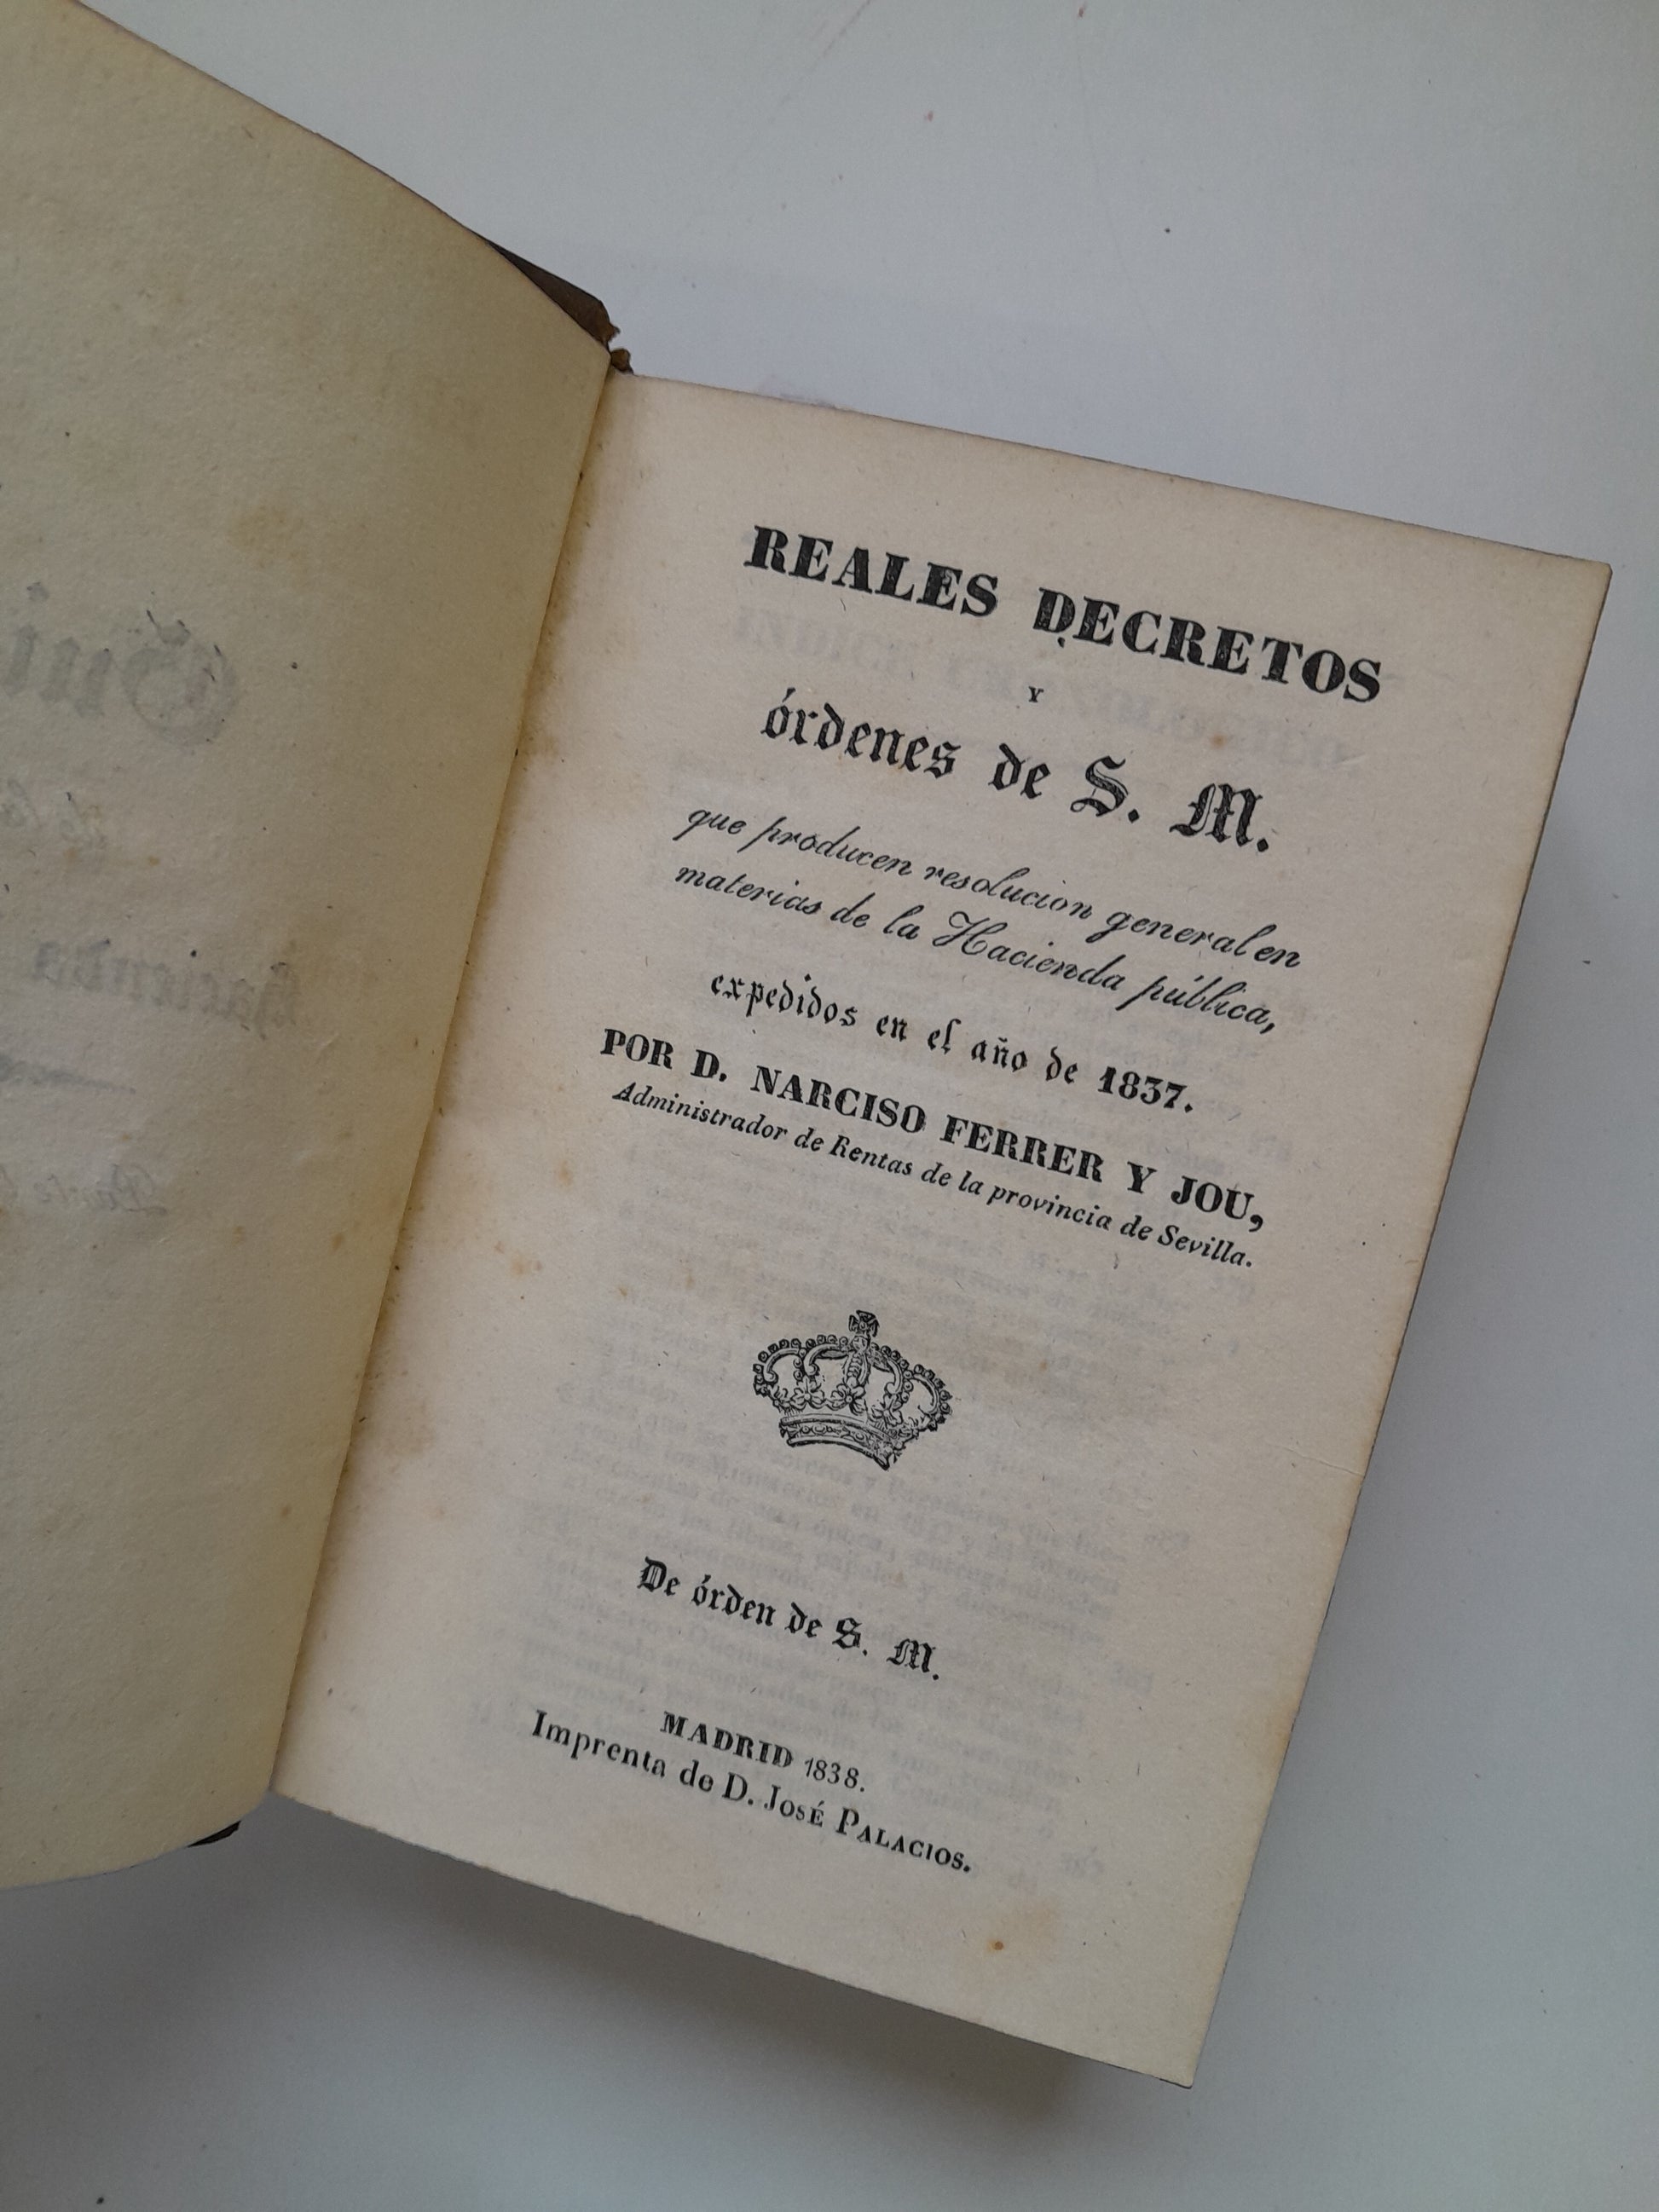 REALES DECRETOS
Y
órdenes de S. M.
que producen resolucion general en
materias de la Hacienda pública,
expedidos en el año de 1837.
POR D. NARCISO FERRER Y JOU,
Administrador de Rentas de la provincia de Sevilla.
De órden de S. M.
MADRID 1838.
Imprenta de D. José Palacios.